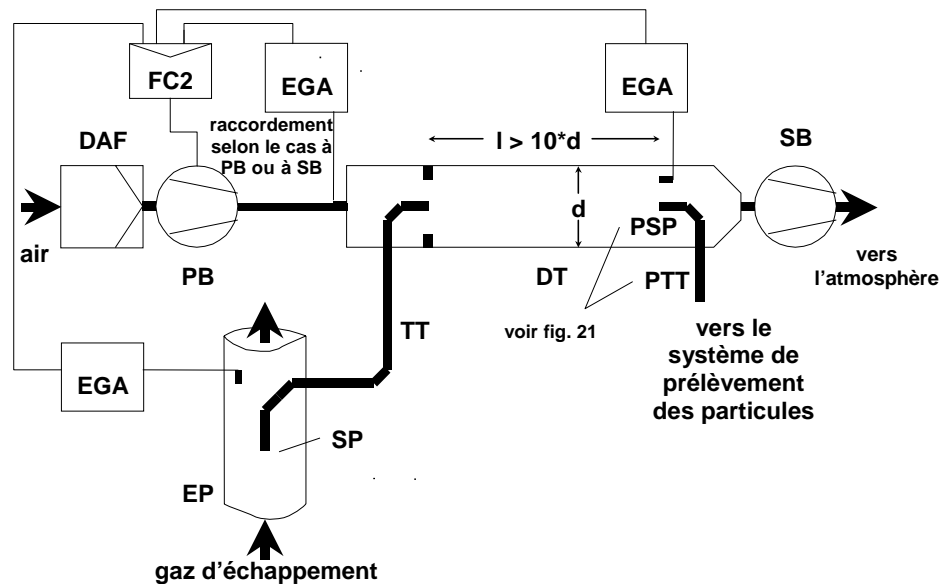 FC2
EGA
EGA
DAF
raccordement
selon le cas à
PB ou à SB
l > 10*d
SB
d
air
PB
PSP
DT
PTT
vers
l'atmosphère
TT
voir fig. 21
vers le
système de
prélèvement
des particules
EGA
SP
EP
gaz d'échappement